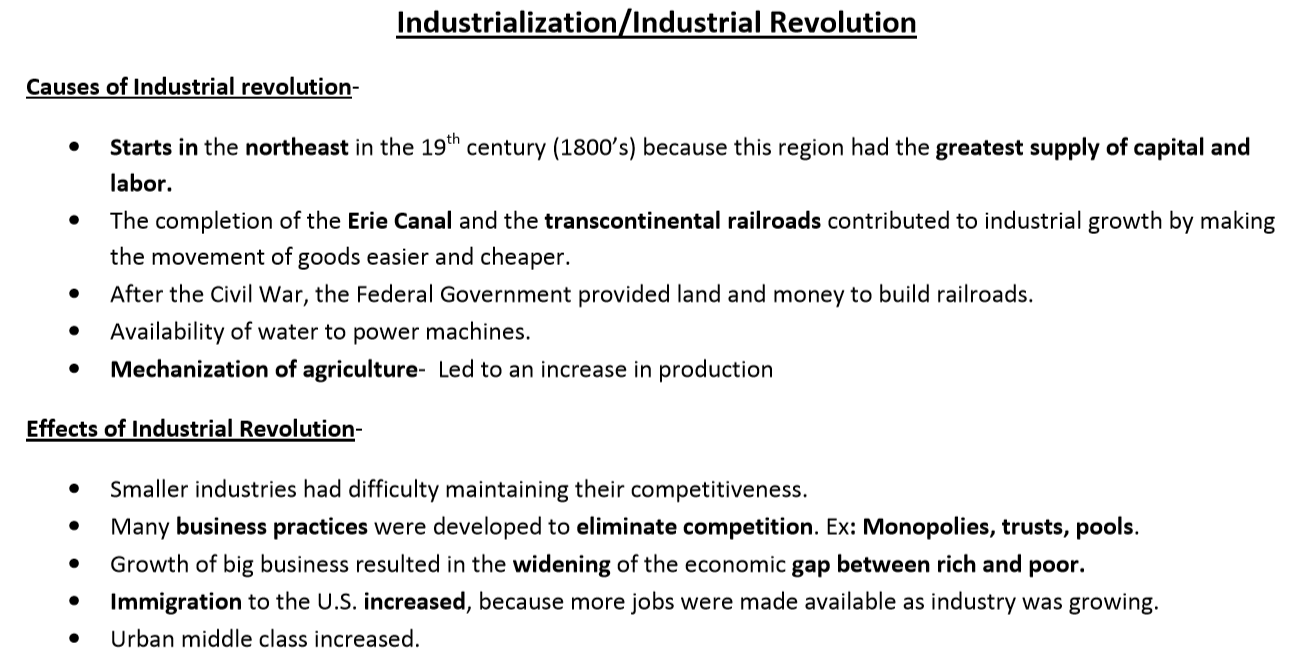 Industrialization/Industrial Revolution
Causes of Industrial revolution-
• Starts in the northeast in the 19th century (1800's) because this region had the greatest supply of capital and
labor.
• The completion of the Erie Canal and the transcontinental railroads contributed to industrial growth by making
the movement of goods easier and cheaper.
• After the Civil War, the Federal Government provided land and money to build railroads.
• Availability of water to power machines.
• Mechanization of agriculture- Led to an increase in production
Effects of Industrial Revolution-
• Smaller industries had difficulty maintaining their competitiveness.
• Many business practices were developed to eliminate competition. Ex: Monopolies, trusts, pools.
• Growth of big business resulted in the widening of the economic gap between rich and poor.
• Immigration to the U.S. increased, because more jobs were made available as industry was growing.
• Urban middle class increased.